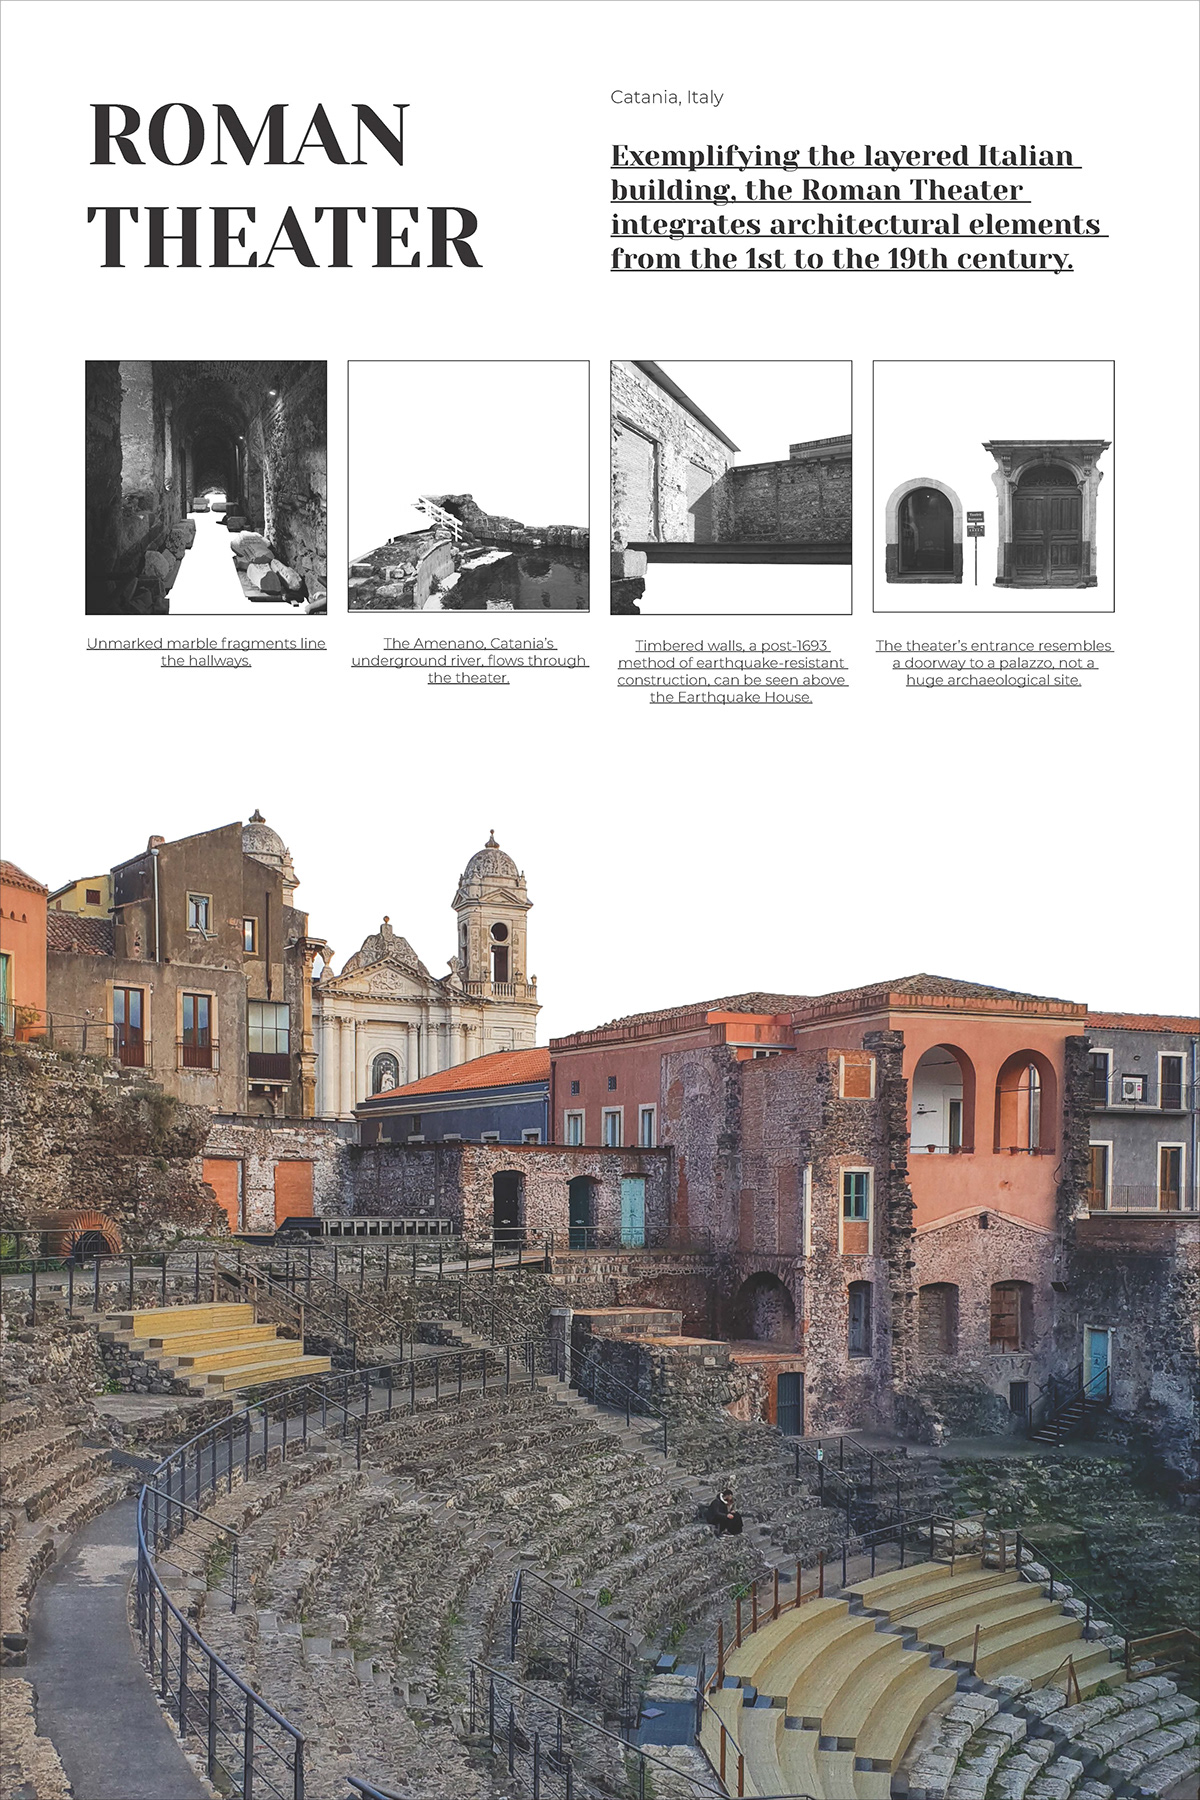 ROMAN
THEATER
Catania, Italy
Exemplifying the layered Italian
building, the Roman Theater
integrates architectural elements
from the 1st to the 19th century.
Unmarked marble fragments line
the hallways.
The Amenano, Catania's
underground river, flows through
the theater.
Timbered walls, a post-1693
method of earthquake-resistant
construction, can be seen above
the Earthquake House.
The theater's entrance resembles
a doorway to a palazzo, not a
huge archaeological site.